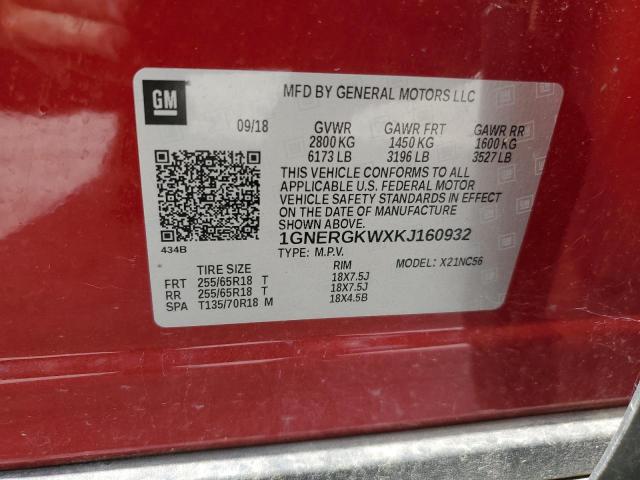 GM
MFD BY GENERAL MOTORS LLC
09/18 GVWR GAWR FRT GAWR RR
2800 KG 1450 KG 1600 KG
6173 LB 3196 LB 3527 LB
THIS VEHICLE CONFORMS TO ALL
APPLICABLE U.S. FEDERAL MOTOR
VEHICLE SAFETY STANDARDS IN
EFFECT ON THE DATE OF
MANUFACTURE SHOWN ABOVE.
434B 1GNERGKWXKJ160932
TYPE: M.P.V. MODEL: X21NC56
TIRE SIZE RIM
FRT 255/65R18 T 18X7.5J
RR 255/65R18 T 18X7.5J
SPA T135/70R18 M 18X4.5B